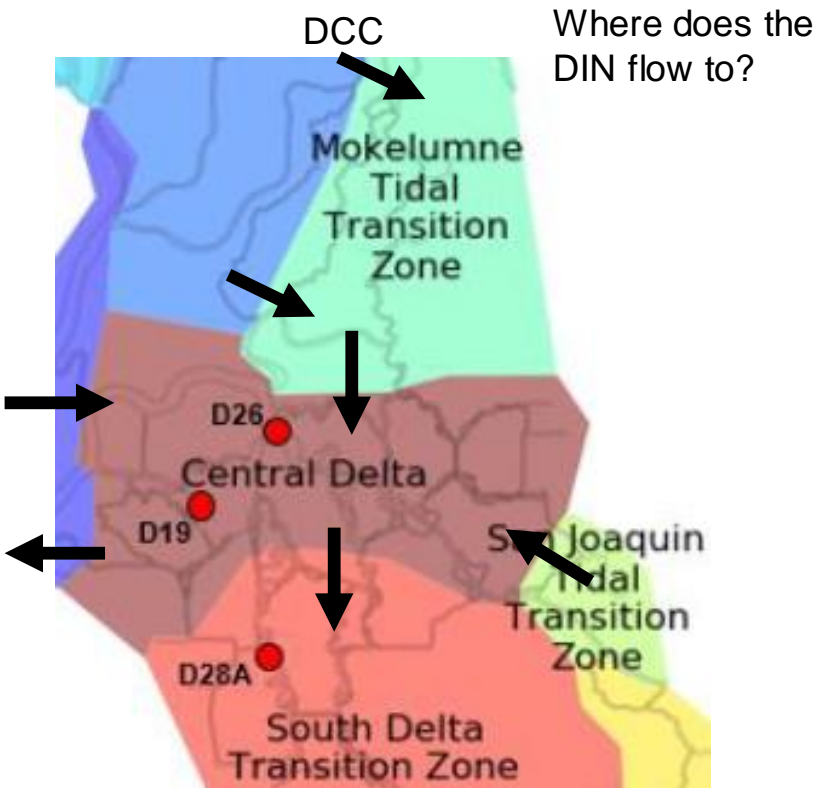 DCC
Where does the
DIN flow to?
Mokelumne
Tidal
Transition
Zone
D26
Central Delta
D19
San Joaquin
Tidal
Transition
Zone
D28A
South Delta
Transition Zone